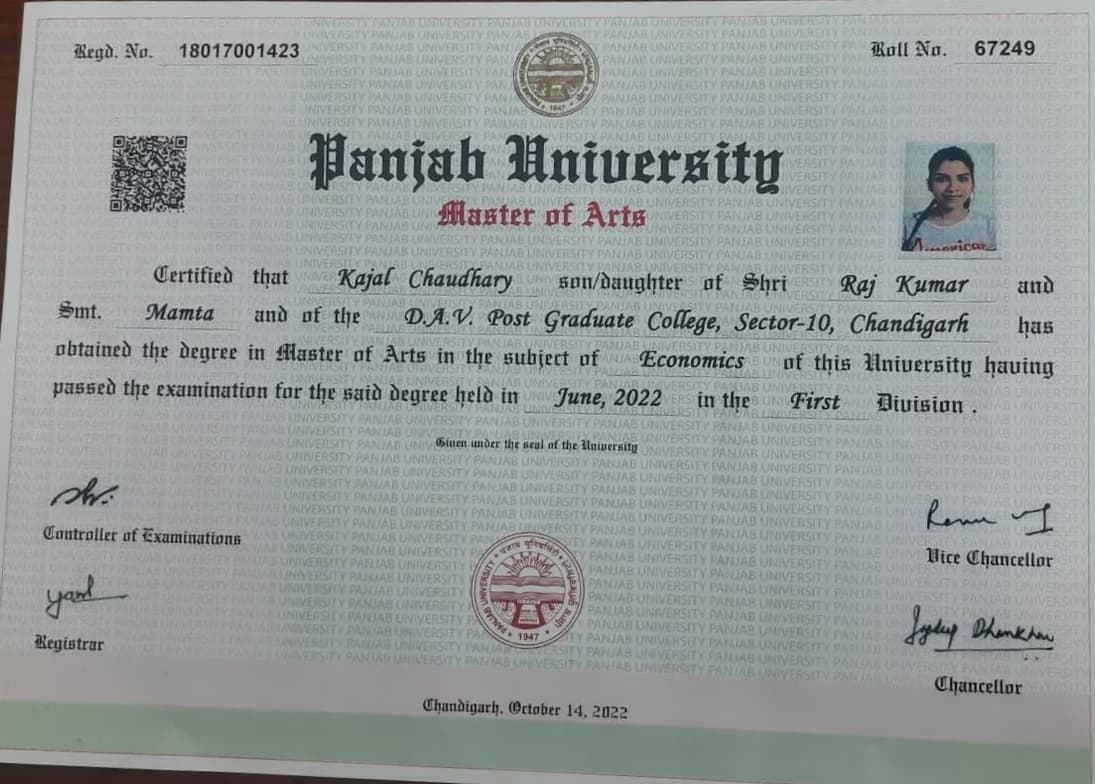 Regd. No. 18017001423
Roll No. 67249
Panjab University
Master of Arts
Certified that Kajal Chaudhary son/daughter of Shri Raj Kumar and
Smt. Mamta and of the D.A.V. Post Graduate College, Sector-10, Chandigarh has
obtained the degree in Master of Arts in the subject of Economics of this University having
passed the examination for the said degree held in June, 2022 in the First Division .
Given under the seal of the University
Controller of Examinations
Vice Chancellor
PANJAB UNIVERSITY
1947
Registrar
Chancellor
Chandigarh, October 14, 2022